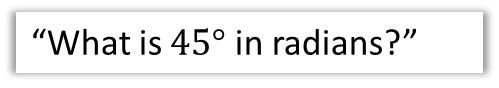 “What is 45° in radians?”